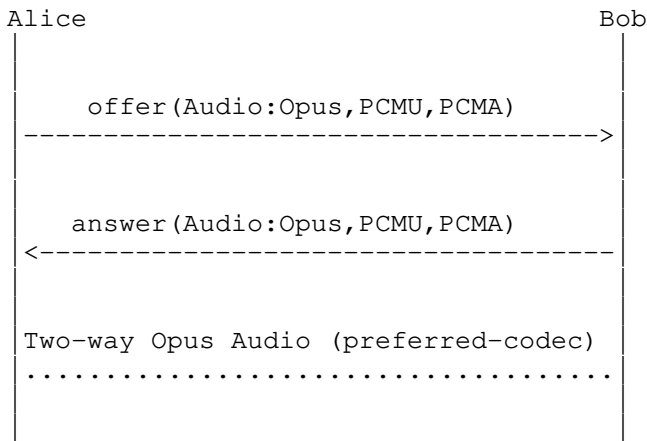 Alice Bob
offer(Audio:Opus,PCMU,PCMA)
answer(Audio:Opus,PCMU,PCMA)
Two-way Opus Audio (preferred-codec)